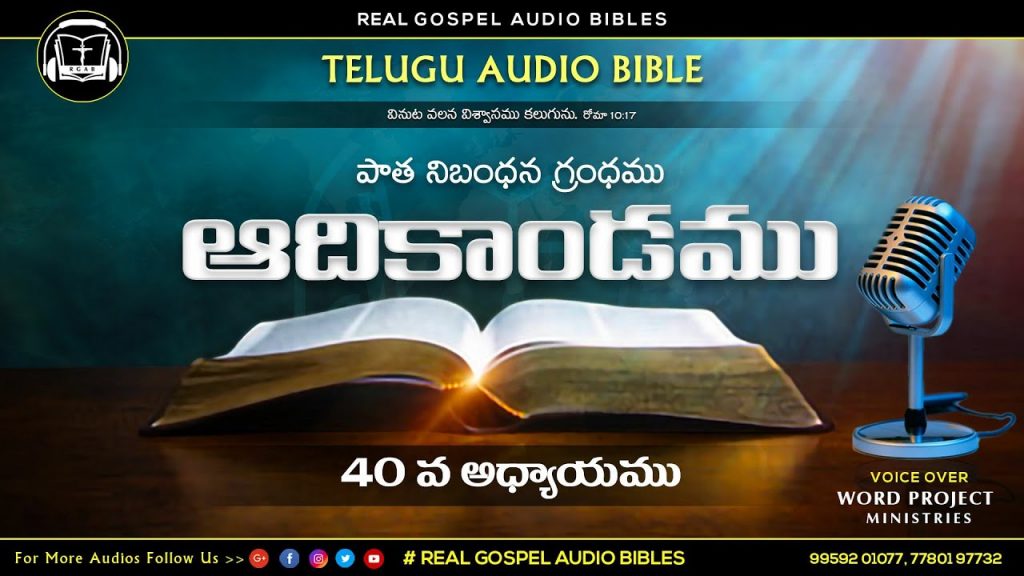 REAL GOSPEL AUDIO BIBLES
RGAB
TELUGU AUDIO BIBLE
వినుట వలన విశ్వాసము కలుగును. రోమా 10:17
పాత నిబంధన గ్రంధము
ఆదికాండము
40 వ అధ్యాయము
VOICE OVER
WORD PROJECT
MINISTRIES
For More Audios Follow Us >>
# REAL GOSPEL AUDIO BIBLES
99592 01077, 77801 97732